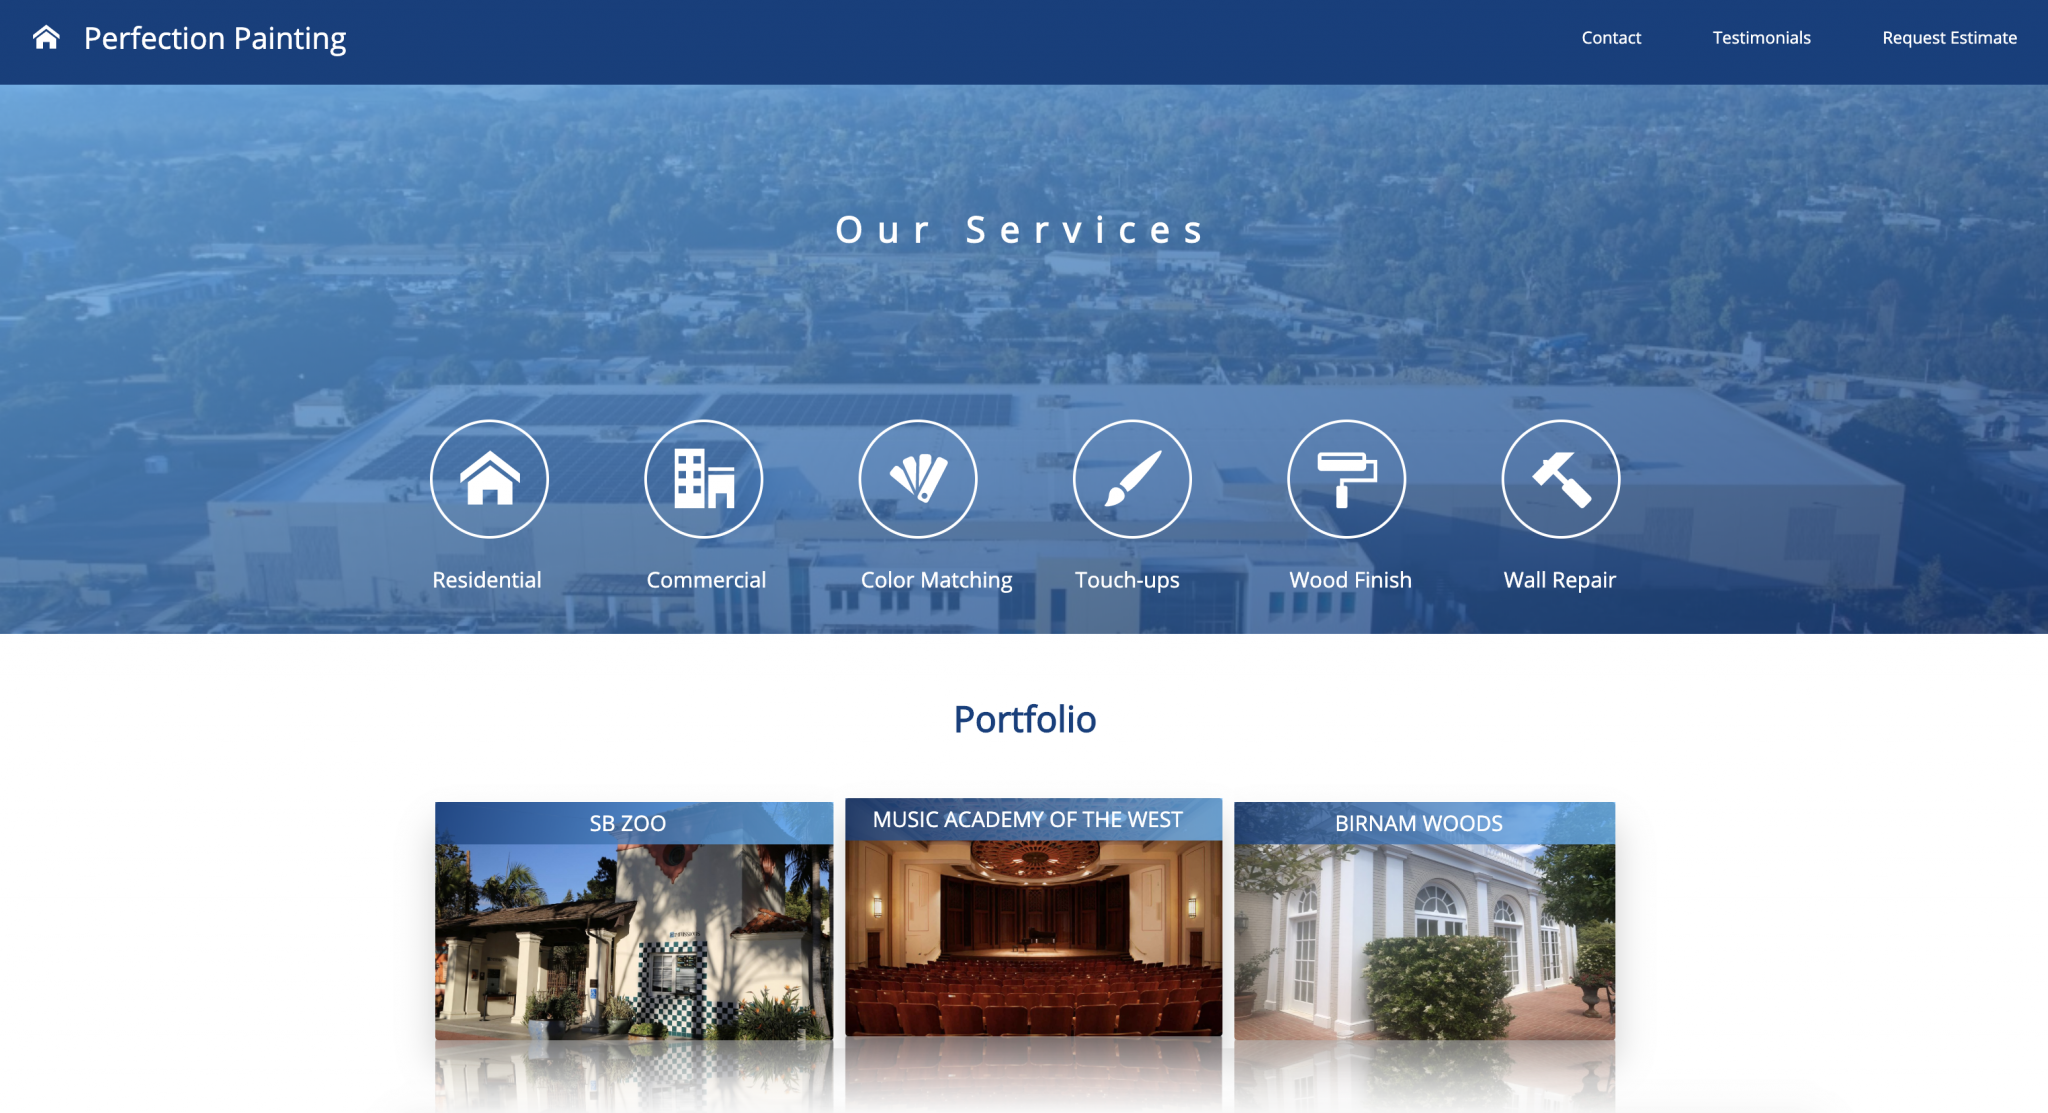 Perfection Painting
Contact
Testimonials
Request Estimate
Our Services
Residential
Commercial
Color Matching
Touch-ups
Wood Finish
Wall Repair
Portfolio
SB ZOO
MUSIC ACADEMY OF THE WEST
BIRNAM WOODS